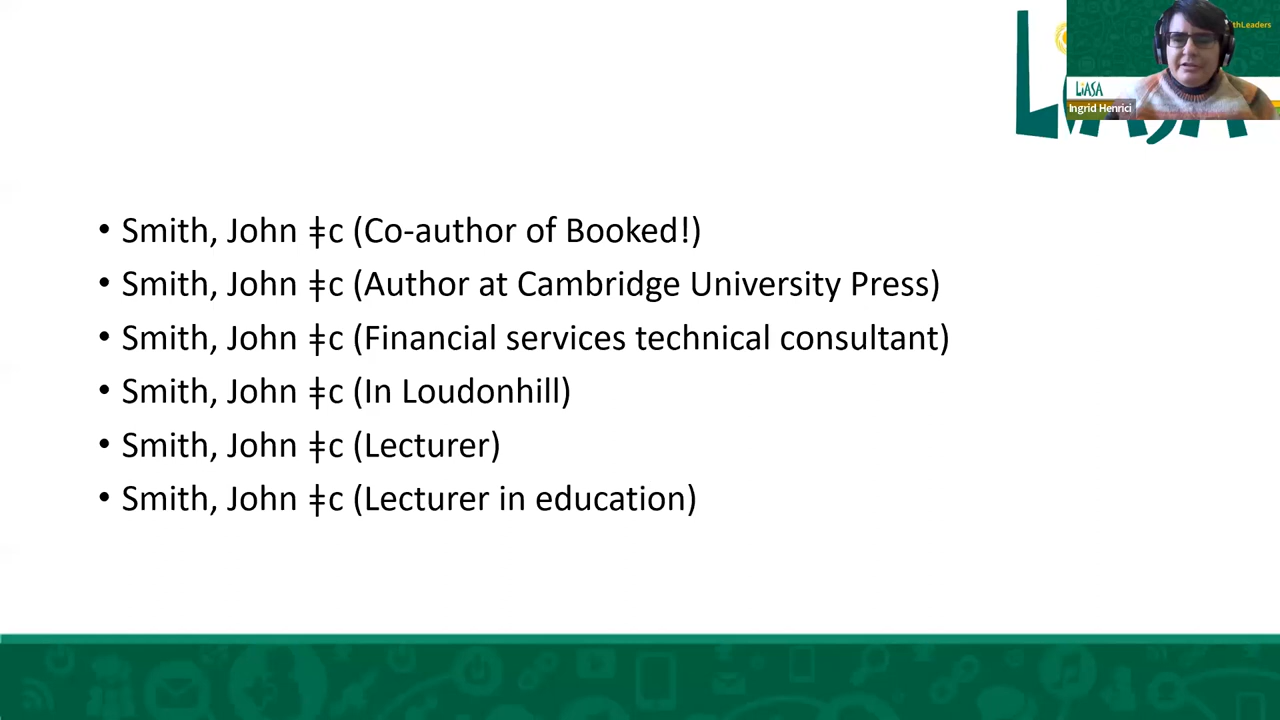 thLeaders
LIASA
Ingrid Henrici
• Smith, John ǂc (Co-author of Booked!)
• Smith, John ǂc (Author at Cambridge University Press)
• Smith, John ǂc (Financial services technical consultant)
• Smith, John ǂc (In Loudonhill)
• Smith, John ǂc (Lecturer)
• Smith, John ǂc (Lecturer in education)